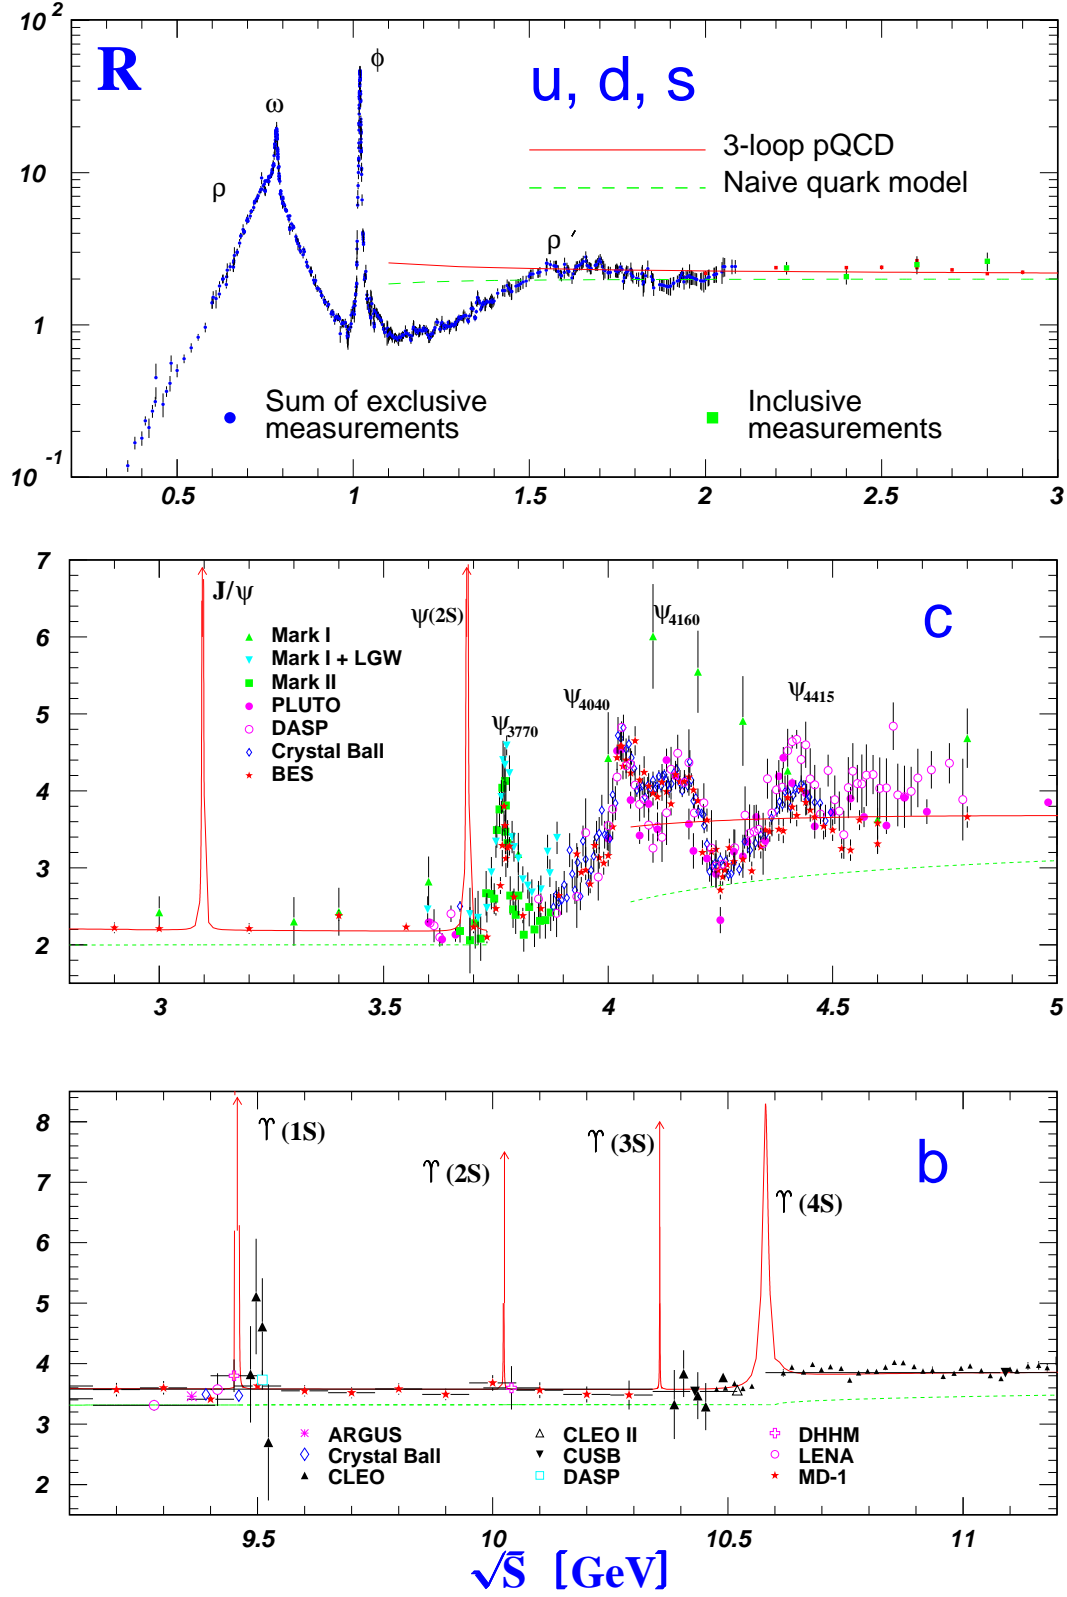 10 2
R
ϕ
u, d, s
ω
3-loop pQCD
10
ρ
Naive quark model
ρ ′
1
Sum of exclusive
measurements
Inclusive
measurements
10 -1
0.5 1 1.5 2 2.5 3
7
J/ψ
ψ(2S)
ψ4160
c
6
Mark I
Mark I + LGW
Mark II
PLUTO
DASP
Crystal Ball
BES
5
ψ3770
ψ4040
ψ4415
4
3
2
3 3.5 4 4.5 5
8
ϒ (1S)
ϒ (2S)
ϒ (3S)
b
7
ϒ (4S)
6
5
4
3
ARGUS
Crystal Ball
CLEO
CLEO II
CUSB
DASP
DHHM
LENA
MD-1
2
9.5 10 10.5 11
√S [GeV]